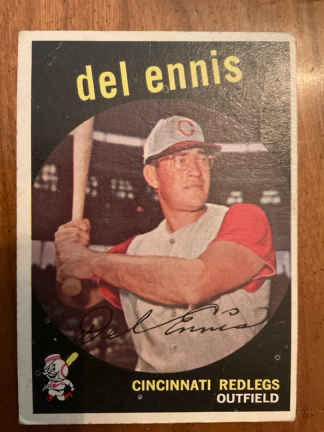 del ennis
C
Del Ennis
CINCINNATI REDLEGS
OUTFIELD